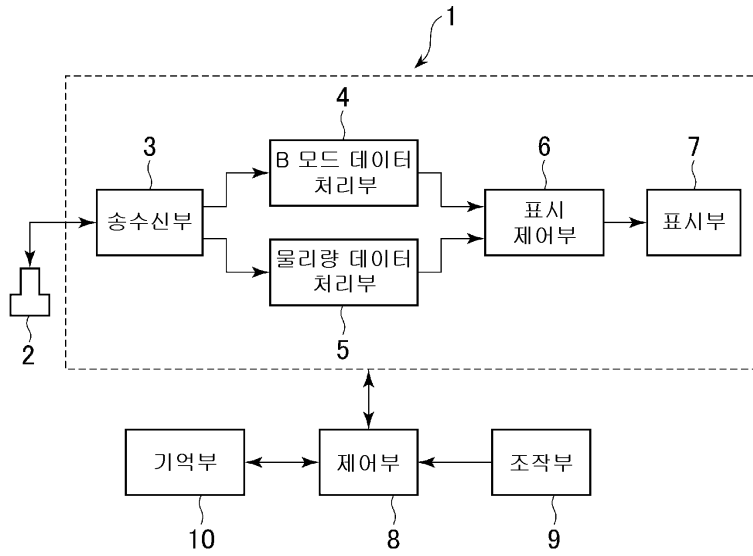 1
4
B 모드 데이터
처리부
3
송수신부
6
표시
제어부
7
표시부
물리량 데이터
처리부
5
2
기억부
10
제어부
8
조작부
9